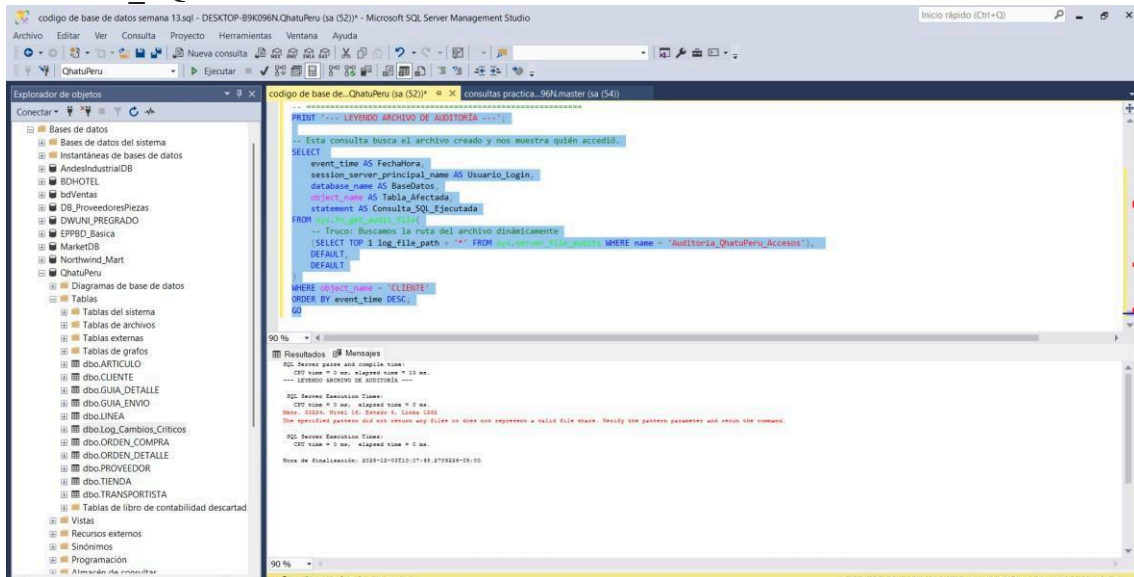 codigo de base de datos semana 13.sql - DESKTOP-B9K096N.QhatuPeru (sa (52))* - Microsoft SQL Server Management Studio
Inicio rápido (Ctrl+Q)
Archivo Editar Ver Consulta Proyecto Herramientas Ventana Ayuda
Nueva consulta
QhatuPeru Ejecutar
Explorador de objetos
Conectar
Bases de datos
Bases de datos del sistema
Instantáneas de bases de datos
AndesIndustrialDB
BDHOTEL
bdVentas
DB_ProveedoresPiezas
DWUNI_PREGRADO
EPPBD_Basica
MarketDB
Northwind_Mart
QhatuPeru
Diagramas de base de datos
Tablas
Tablas del sistema
Tablas de archivos
Tablas externas
Tablas de grafos
dbo.ARTICULO
dbo.CLIENTE
dbo.GUIA_DETALLE
dbo.GUIA_ENVIO
dbo.LINEA
dbo.Log_Cambios_Criticos
dbo.ORDEN_COMPRA
dbo.ORDEN_DETALLE
dbo.PROVEEDOR
dbo.TIENDA
dbo.TRANSPORTISTA
Tablas de libro de contabilidad descartad
Vistas
Recursos externos
Sinónimos
Programación
Almacén de consultas
codigo de base de...QhatuPeru (sa (52))* consultas practica...96N.master (sa (54))
PRINT '--- LEYENDO ARCHIVO DE AUDITORÍA ---';
-- Esta consulta busca el archivo creado y nos muestra quién accedió.
SELECT
event_time AS FechaHora,
session_server_principal_name AS Usuario_Login,
database_name AS BaseDatos,
object_name AS Tabla_Afectada,
statement AS Consulta_SQL_Ejecutada
FROM sys.fn_get_audit_file(
-- Truco: Buscamos la ruta del archivo dinámicamente
(SELECT TOP 1 log_file_path + '*' FROM sys.server_file_audits WHERE name = 'Auditoria_QhatuPeru_Accesos'),
DEFAULT,
DEFAULT
)
WHERE object_name = 'CLIENTE'
ORDER BY event_time DESC;
GO
90 %
Resultados Mensajes
SQL Server parse and compile time:
CPU time = 0 ms, elapsed time = 13 ms.
--- LEYENDO ARCHIVO DE AUDITORÍA ---
SQL Server Execution Times:
CPU time = 0 ms, elapsed time = 0 ms.
The specified pattern did not return any files or does not represent a valid file share. Verify the pattern parameter and rerun the command.
SQL Server Execution Times:
CPU time = 0 ms, elapsed time = 0 ms.
90 %